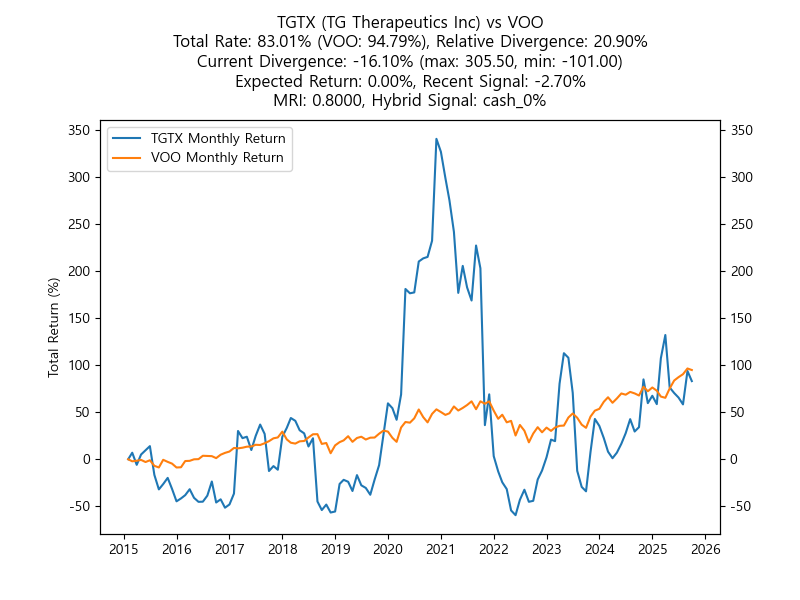 TGTX (TG Therapeutics Inc) vs VOO
Total Rate: 83.01% (VOO: 94.79%), Relative Divergence: 20.90%
Current Divergence: -16.10% (max: 305.50, min: -101.00)
Expected Return: 0.00%, Recent Signal: -2.70%
MRI: 0.8000, Hybrid Signal: cash_0%
TGTX Monthly Return
VOO Monthly Return
Total Return (%)
350
300
250
200
150
100
50
0
-50
350
300
250
200
150
100
50
0
-50
2015 2016 2017 2018 2019 2020 2021 2022 2023 2024 2025 2026